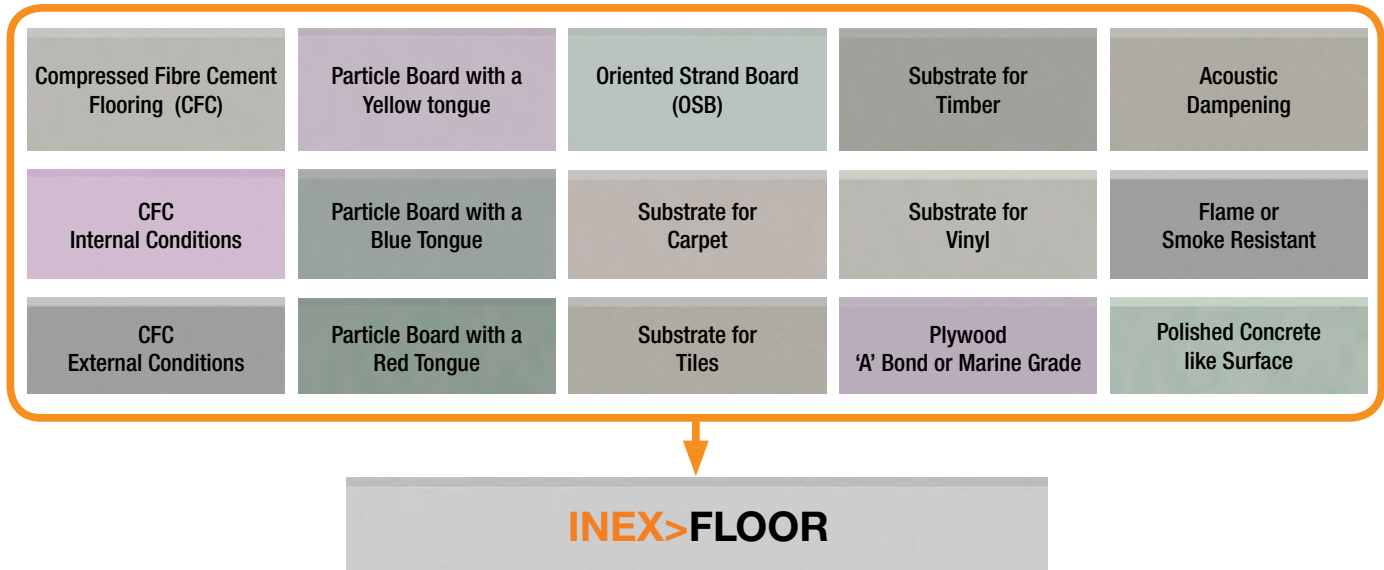 Compressed Fibre Cement
Flooring (CFC)
Particle Board with a
Yellow tongue
Oriented Strand Board
(OSB)
Substrate for
Timber
Acoustic
Dampening
CFC
Internal Conditions
Particle Board with a
Blue Tongue
Substrate for
Carpet
Substrate for
Vinyl
Flame or
Smoke Resistant
CFC
External Conditions
Particle Board with a
Red Tongue
Substrate for
Tiles
Plywood
‘A’ Bond or Marine Grade
Polished Concrete
like Surface
INEX>FLOOR